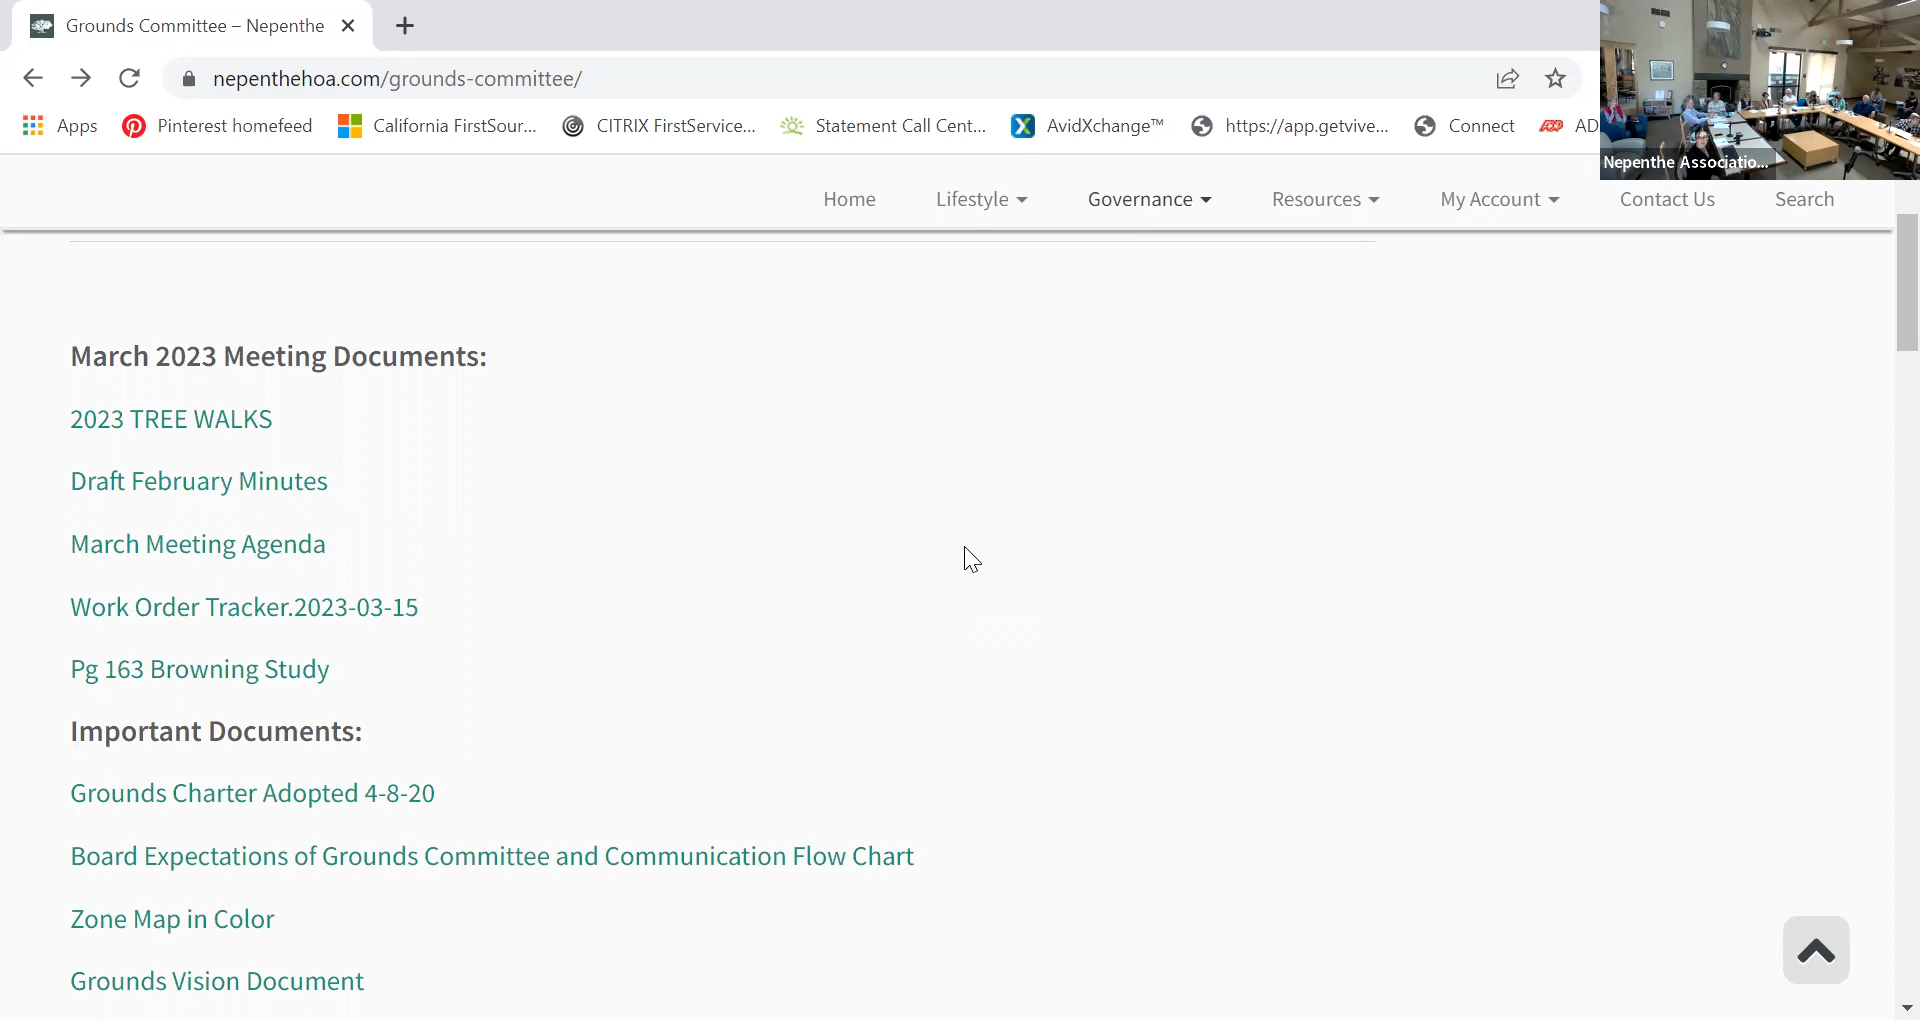 Grounds Committee – Nepenthe
nepenthehoa.com/grounds-committee/
Apps Pinterest homefeed California FirstSour... CITRIX FirstService... Statement Call Cent... AvidXchange™ https://app.getvive... Connect ADP AD
Nepenthe Associatio...
Home Lifestyle Governance Resources My Account Contact Us Search
March 2023 Meeting Documents:
2023 TREE WALKS
Draft February Minutes
March Meeting Agenda
Work Order Tracker.2023-03-15
Pg 163 Browning Study
Important Documents:
Grounds Charter Adopted 4-8-20
Board Expectations of Grounds Committee and Communication Flow Chart
Zone Map in Color
Grounds Vision Document